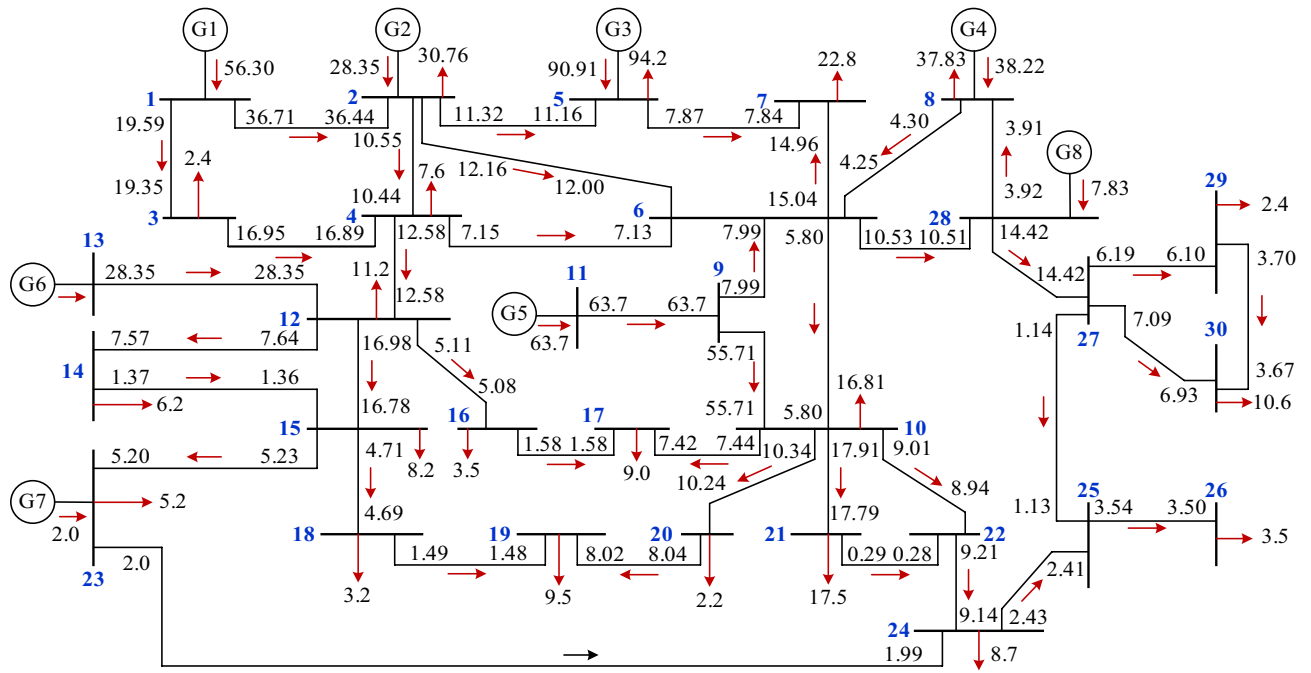 G1 G2 G3 G4
56.30 28.35 30.76 90.91 94.2 22.8 37.83 38.22
1 2 5 7 8
36.71 36.44 11.32 11.16 7.87 7.84
19.59 10.55 4.30 3.91 G8
2.4 12.16 14.96 4.25
19.35 10.44 7.6 12.00 15.04 3.92 7.83 29
3 4 6 28 2.4
16.95 16.89 12.58 7.15 7.13 7.99 5.80 10.53 10.51 14.42
13 6.19 6.10 3.70
G6 28.35 28.35 11.2 11 9 14.42
12.58 G5 63.7 63.7 7.99
12 1.14 27 7.09 30
7.57 7.64 16.98 5.11 63.7 55.71
14 1.37 1.36 5.08 3.67
6.2 16.78 16 17 55.71 5.80 16.81 6.93 10.6
15 10
5.20 5.23 4.71 8.2 3.5 1.58 1.58 9.0 7.42 7.44 10.34 17.91 9.01
G7 5.2 10.24 8.94 25 26
2.0 4.69 17.79 1.13 3.54 3.50
18 19 20 21 22 3.5
23 2.0 1.49 1.48 8.02 8.04 0.29 0.28 9.21 2.41
3.2 9.5 2.2 17.5
9.14 2.43
24
1.99 8.7